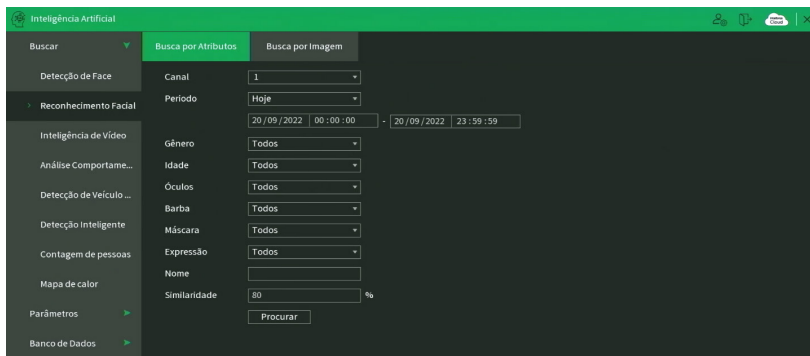 Inteligência Artificial
Buscar
Detecção de Face
Reconhecimento Facial
Inteligência de Vídeo
Análise Comportame...
Detecção de Veículo ...
Detecção Inteligente
Contagem de pessoas
Mapa de calor
Parâmetros
Banco de Dados
Busca por Atributos
Busca por Imagem
Canal 1
Periodo Hoje
20/09/2022 00:00:00 - 20/09/2022 23:59:59
Gênero Todos
Idade Todos
Óculos Todos
Barba Todos
Máscara Todos
Expressão Todos
Nome
Similaridade 80 %
Procurar
Cloud